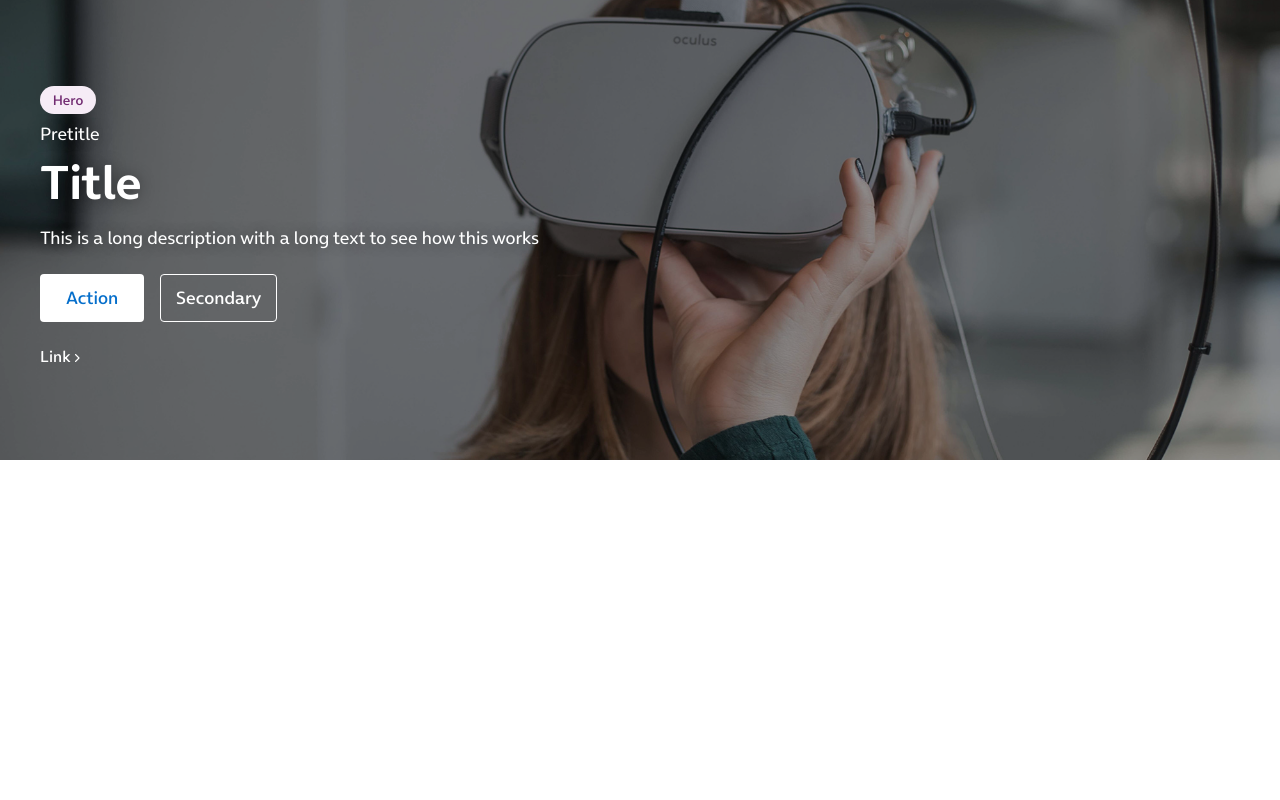 oculus
Hero
Pretitle
Title
This is a long description with a long text to see how this works
Action
Secondary
Link